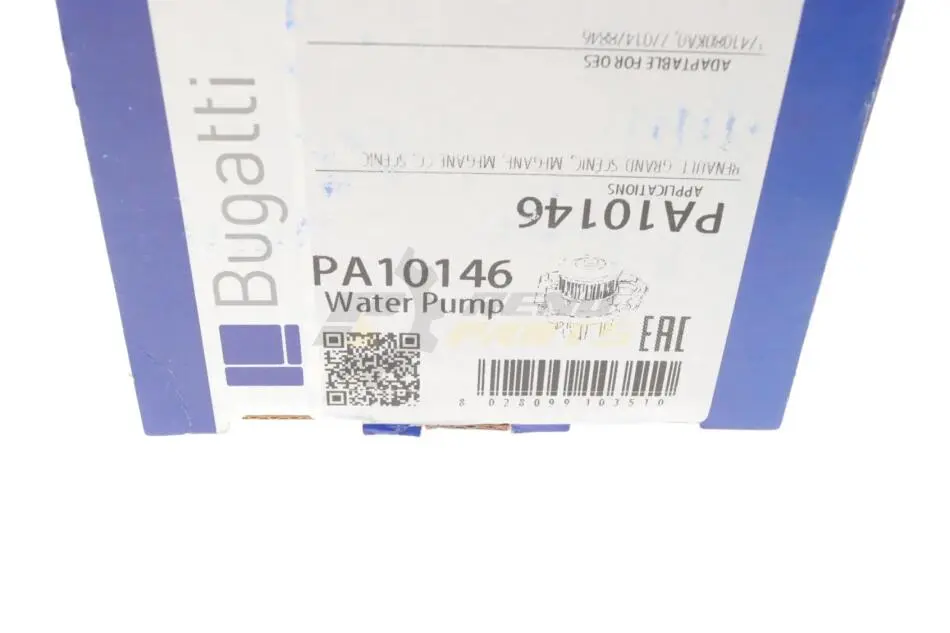 Bugatti
PA10146
Water Pump
EAC
8 028099 103510
PA10146
APPLICATIONS
RENAULT GRAND SCENIC, MEGANE, MEGANE CC, SCENIC
ADAPTABLE FOR OES
PARTS